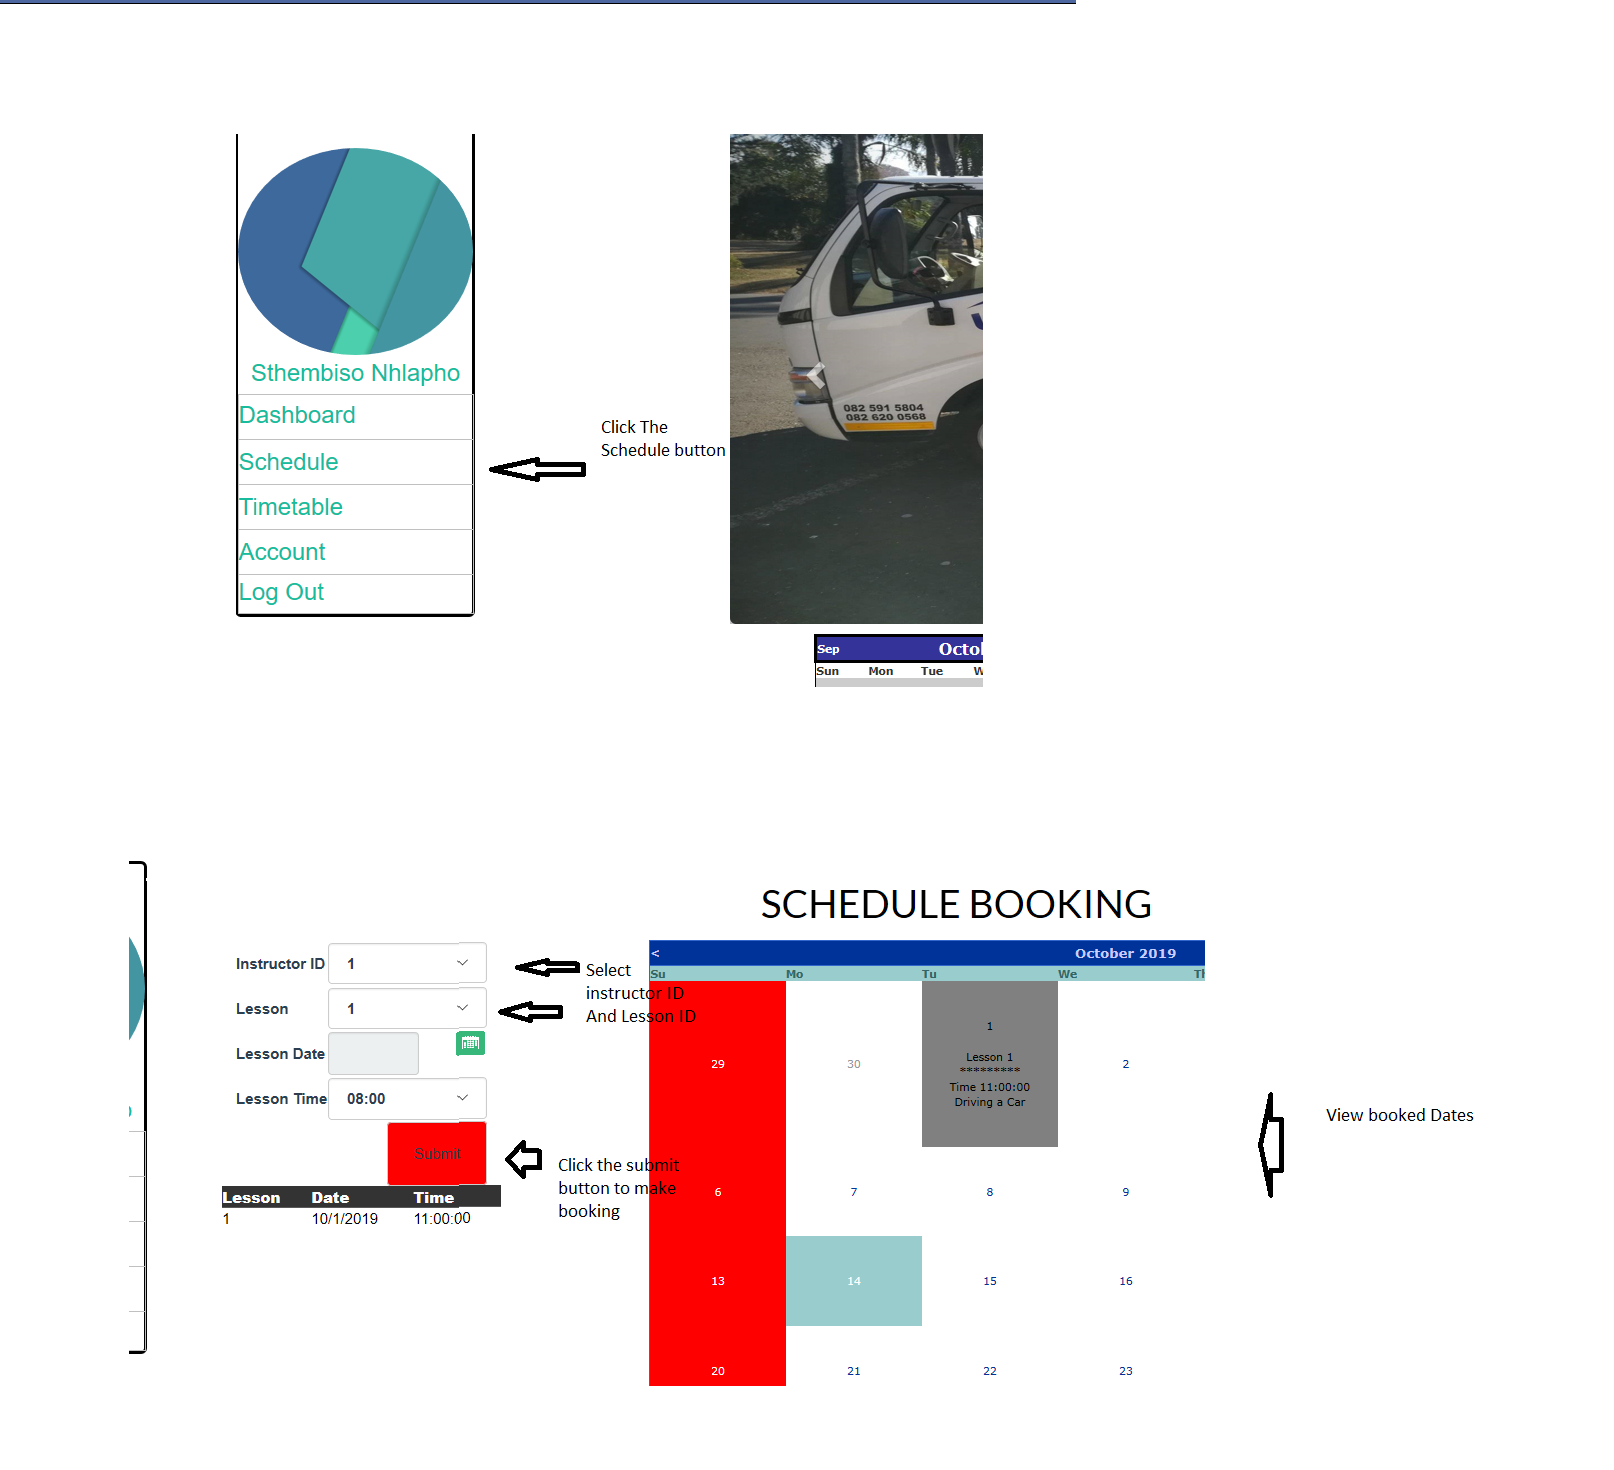 Sthembiso Nhlapho
Dashboard
Schedule
Timetable
Account
Log Out
Click The
Schedule button
082 591 5804
082 620 0568
Sep
Octo
Sun Mon Tue W
SCHEDULE BOOKING
Instructor ID 1
Lesson 1
Lesson Date
Lesson Time 08:00
Submit
Lesson Date Time
1 10/1/2019 11:00:00
Select
instructor ID
And Lesson ID
Click the submit
button to make
booking
< October 2019
Su Mo Tu We Th
29 30 1 2
Lesson 1
*********
Time 11:00:00
Driving a Car
6 7 8 9
13 14 15 16
20 21 22 23
View booked Dates